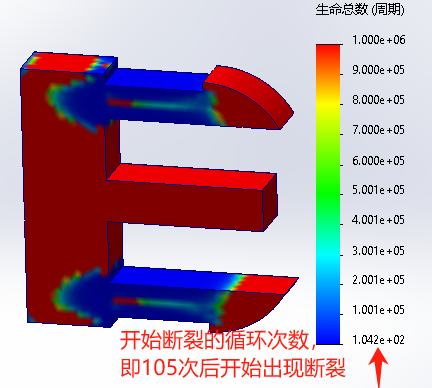 生命总数 (周期)
1.000e+06
9.000e+05
8.000e+05
7.000e+05
6.000e+05
5.001e+05
4.001e+05
3.001e+05
2.001e+05
1.001e+05
1.042e+02
开始断裂的循环次数,
即105次后开始出现断裂